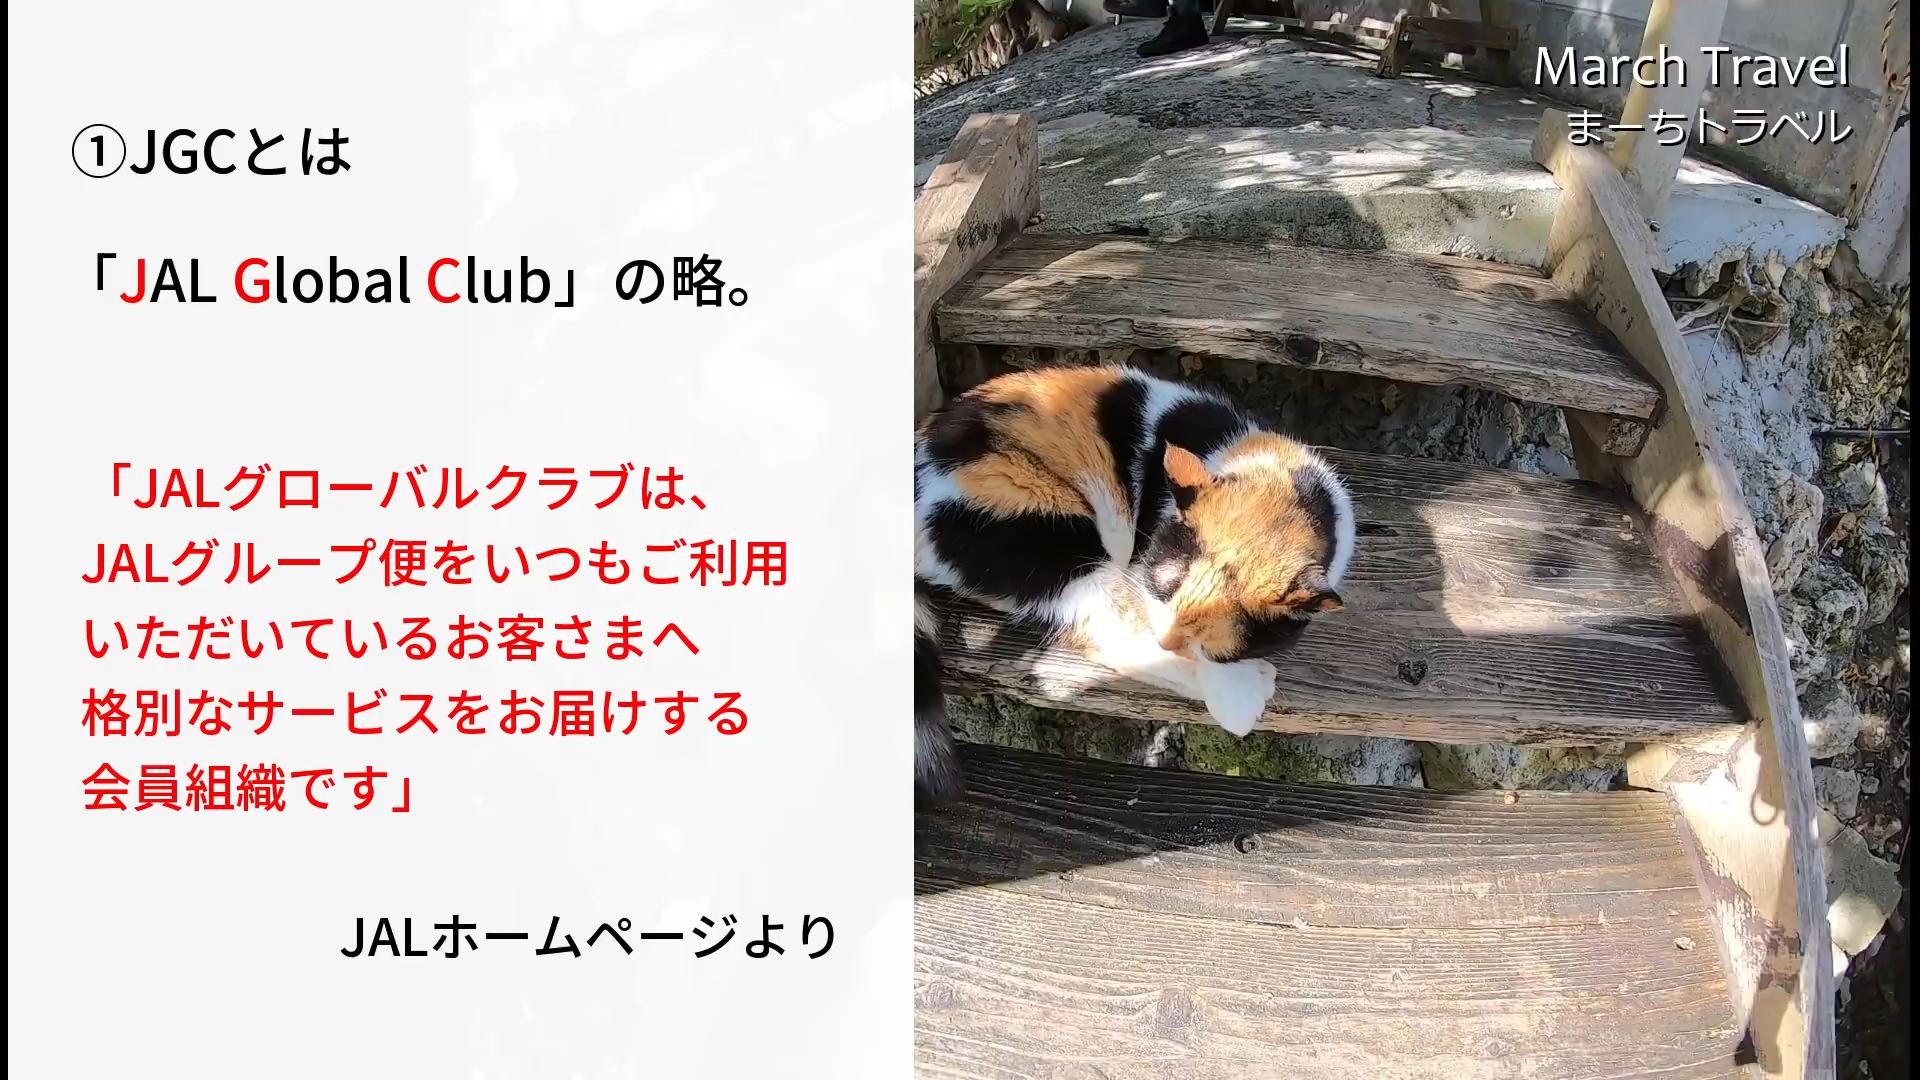 ①JGCとは
「JAL Global Club」の略。
「JALグローバルクラブは、
JALグループ便をいつもご利用
いただいているお客さまへ
格別なサービスをお届けする
会員組織です」
JALホームページより
March Travel
まーちトラベル